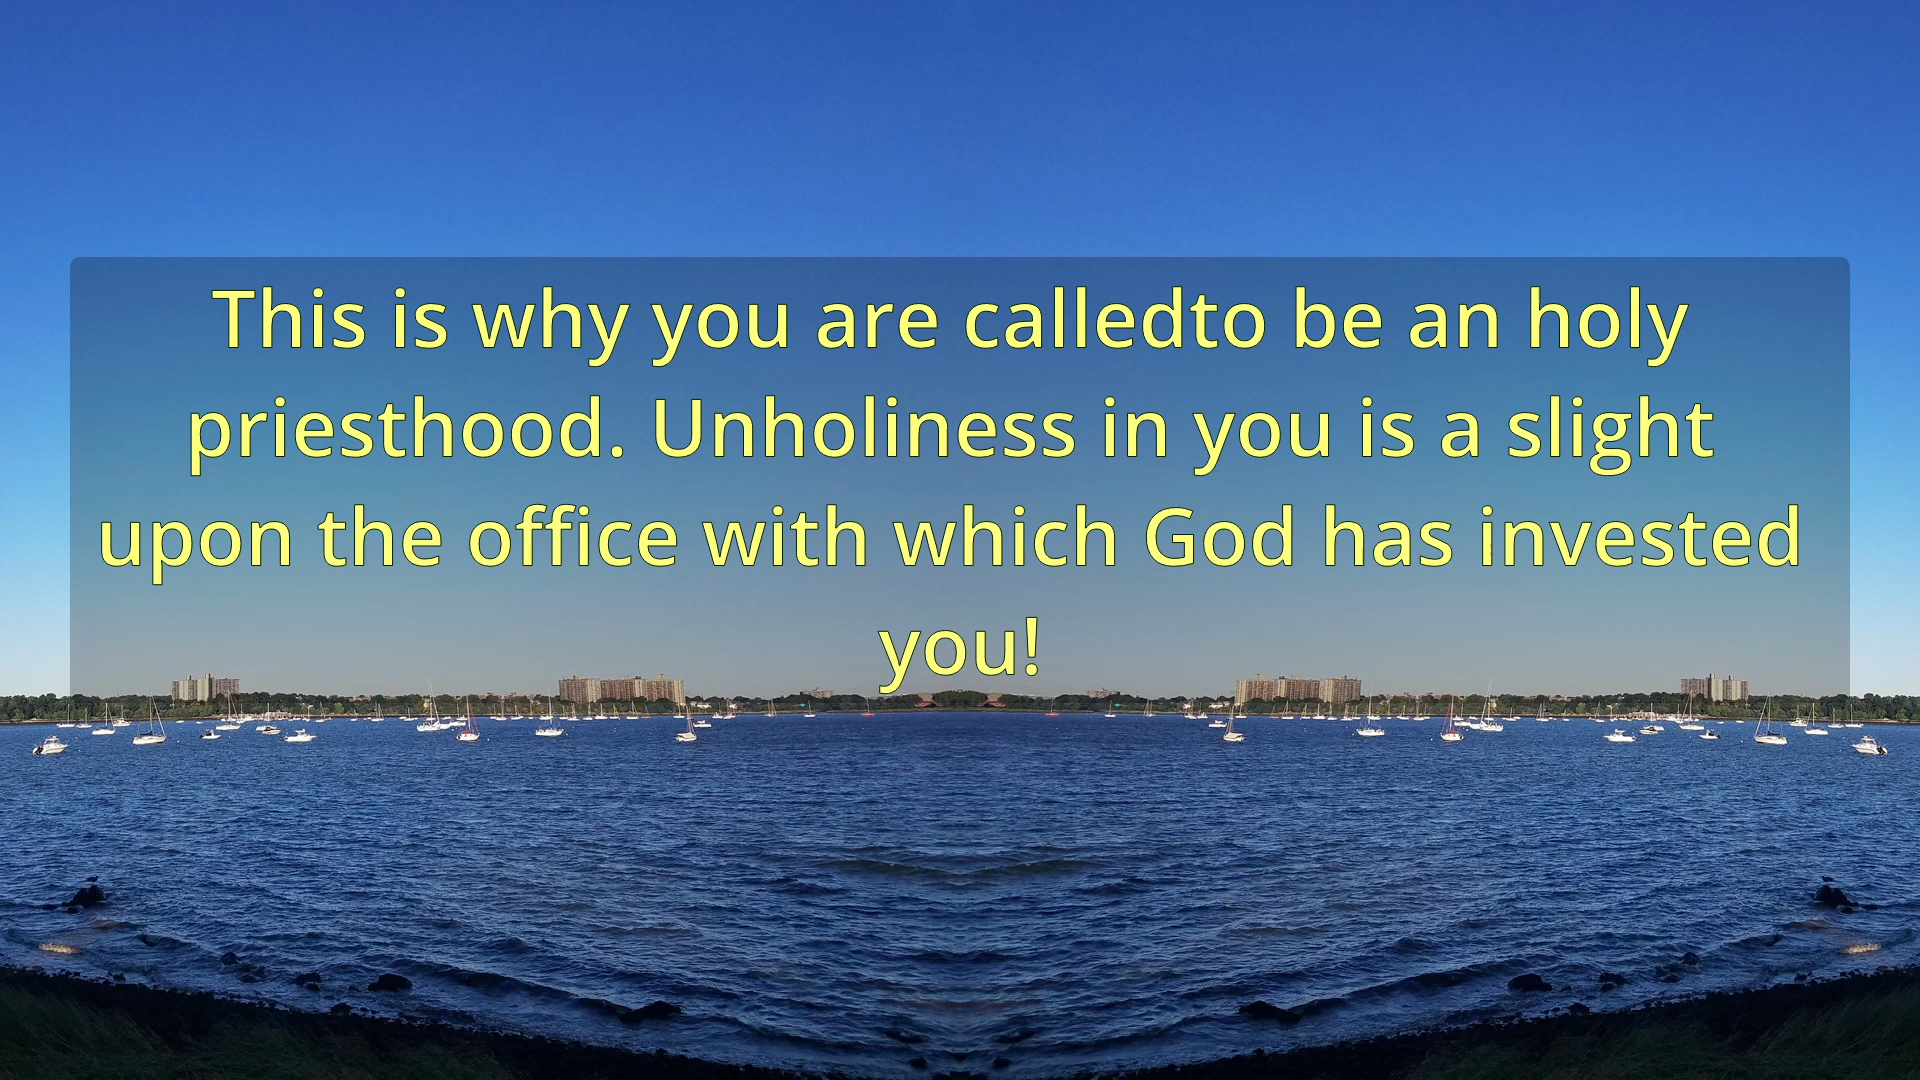 This is why you are calledto be an holy
priesthood. Unholiness in you is a slight
upon the office with which God has invested
you!